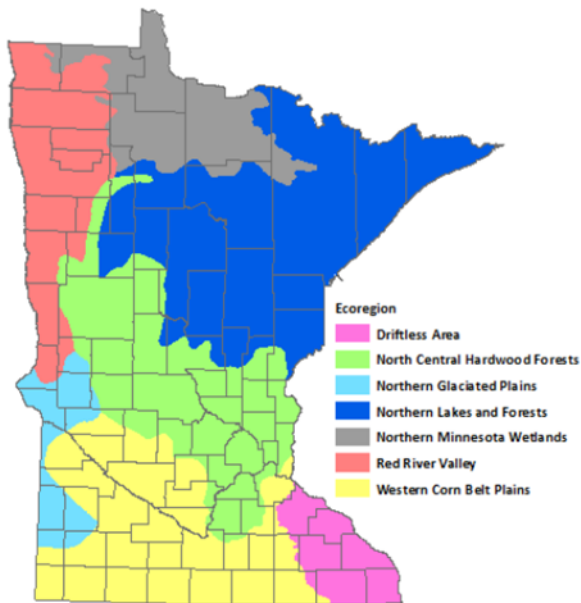 Ecoregion
Driftless Area
North Central Hardwood Forests
Northern Glaciated Plains
Northern Lakes and Forests
Northern Minnesota Wetlands
Red River Valley
Western Corn Belt Plains